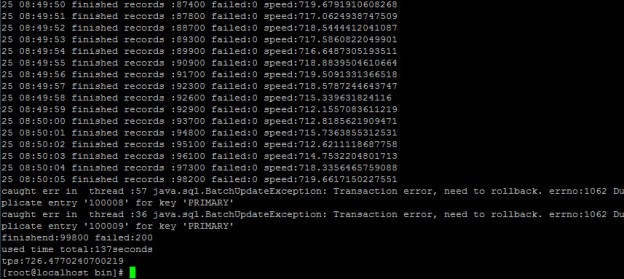 25 08:49:50 finished records :87400 failed:0 speed:719.6791910608268
25 08:49:51 finished records :87800 failed:0 speed:717.0624938747509
25 08:49:52 finished records :88700 failed:0 speed:718.5444412041087
25 08:49:53 finished records :89300 failed:0 speed:717.5860822049901
25 08:49:54 finished records :89900 failed:0 speed:716.6487305193511
25 08:49:55 finished records :90900 failed:0 speed:718.8839504610664
25 08:49:56 finished records :91700 failed:0 speed:719.5091331366518
25 08:49:57 finished records :92300 failed:0 speed:718.5787244643747
25 08:49:58 finished records :92600 failed:0 speed:715.339631824116
25 08:49:59 finished records :92900 failed:0 speed:712.1557083611219
25 08:50:00 finished records :93700 failed:0 speed:712.8185621909471
25 08:50:01 finished records :94800 failed:0 speed:715.7363855312531
25 08:50:02 finished records :95100 failed:0 speed:712.6211118687758
25 08:50:03 finished records :96100 failed:0 speed:714.7532204801713
25 08:50:04 finished records :97300 failed:0 speed:718.3356465759088
25 08:50:05 finished records :98200 failed:0 speed:719.6617150227551
caught err in  thread :57 java.sql.BatchUpdateException: Transaction error, need to rollback. errno:1062 Du
plicate entry '100008' for key 'PRIMARY'
caught err in  thread :36 java.sql.BatchUpdateException: Transaction error, need to rollback. errno:1062 Du
plicate entry '100009' for key 'PRIMARY'
finishend:99800 failed:200
used time total:137seconds
tps:726.4770240700219
[root@localhost bin]#